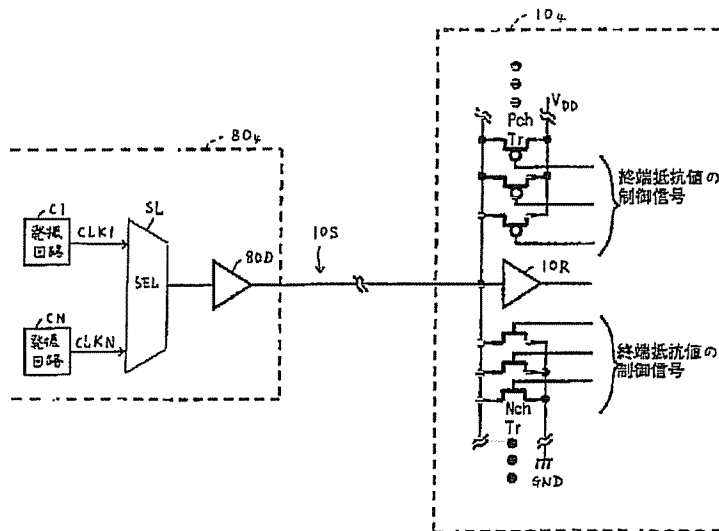 10₄
VDD
Pch
Tr
終端抵抗値の
制御信号
80₄
C1
発振
回路
CLK1
SL
SEL
80D
10S
10R
CN
発振
回路
CLKN
終端抵抗値の
制御信号
Nch
Tr
GND